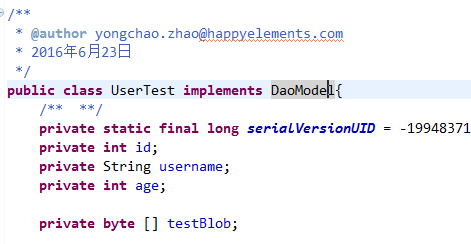 /**
* @author yongchao.zhao@happyelements.com
* 2016年6月23日
*/
public class UserTest implements DaoModel{
/** **/
private static final long serialVersionUID = -19948371
private int id;
private String username;
private int age;
private byte [] testBlob;